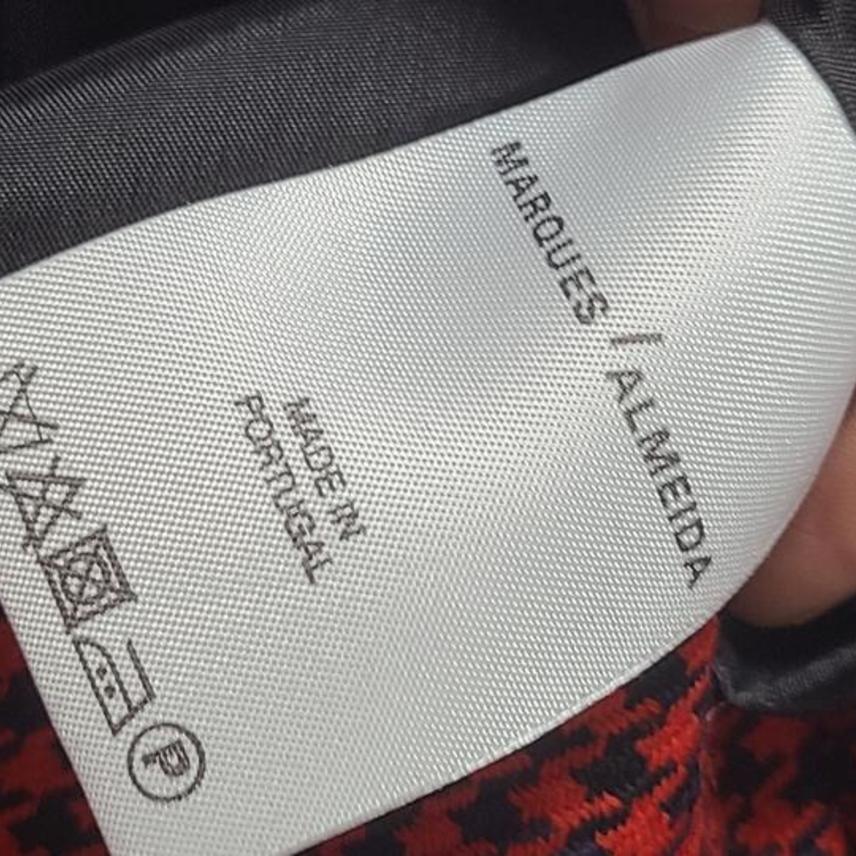 MARQUES / ALMEIDA
MADE IN
PORTUGAL
P